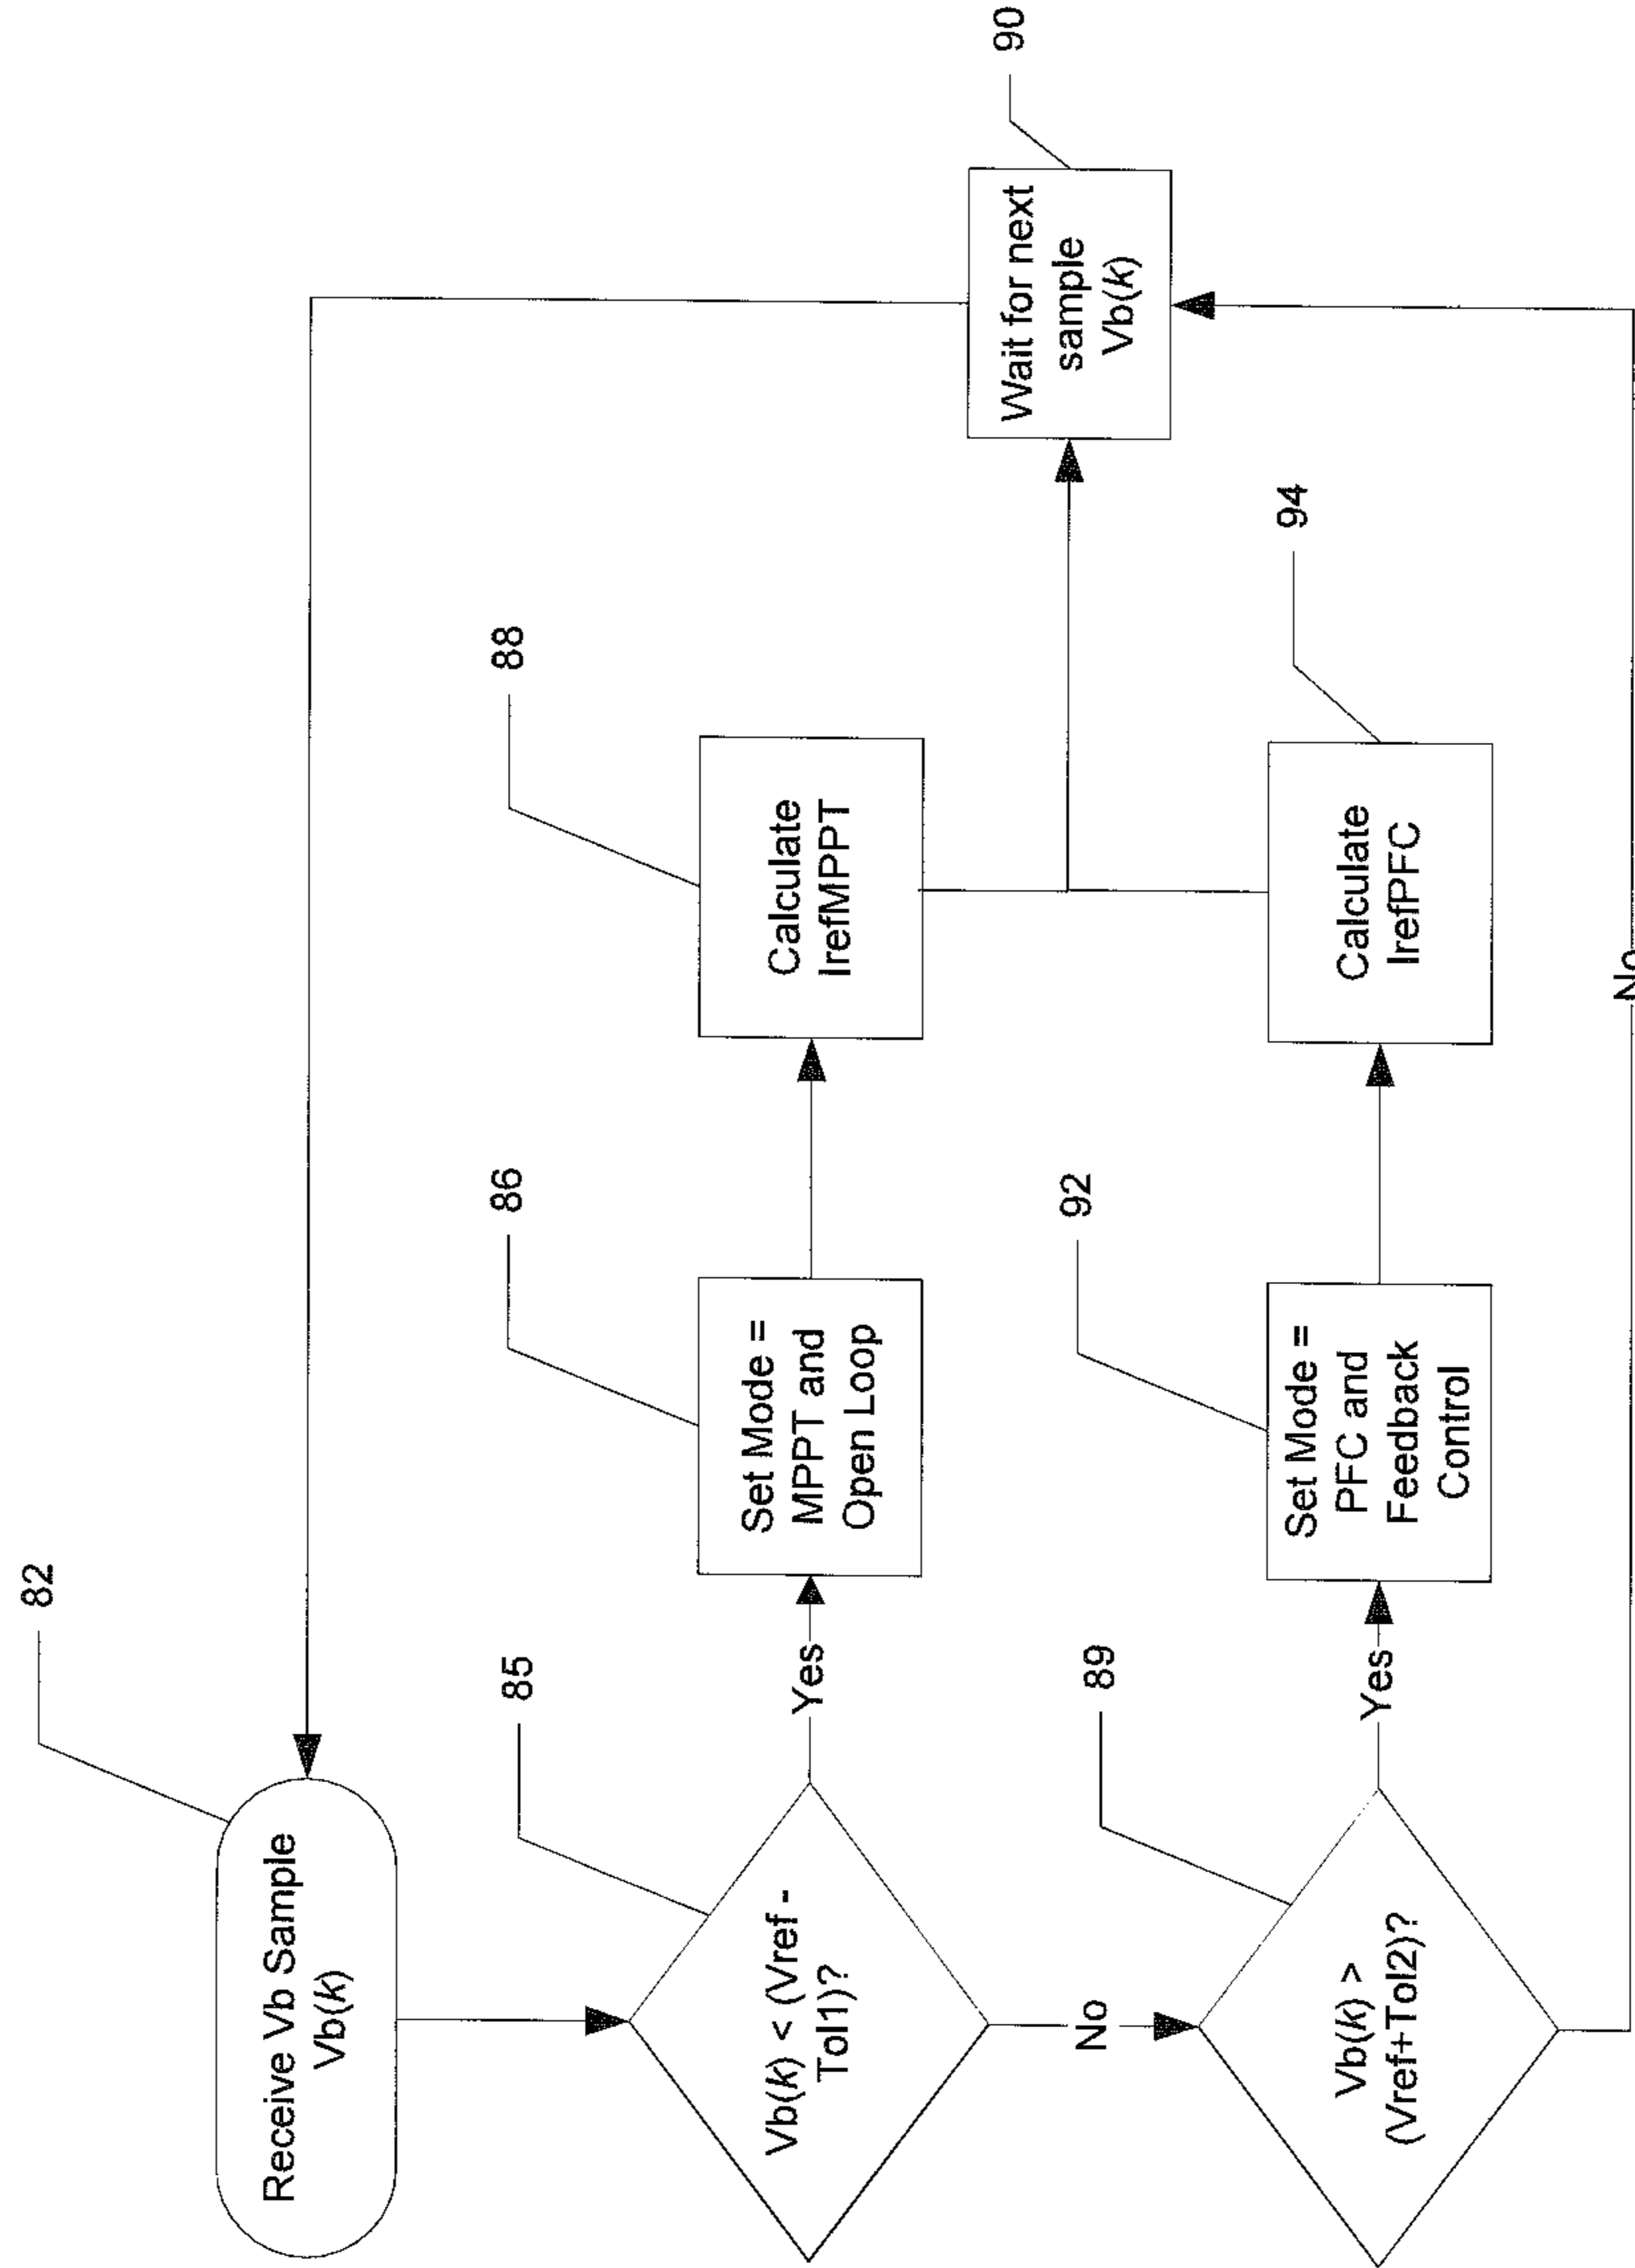 82
Receive Vb Sample
Vb(k)
85
Vb(k) < (Vref -
Tol1)?
Yes
86
Set Mode =
MPPT and
Open Loop
88
Calculate
IrefMPPT
No
89
Vb(k) >
(Vref+Tol2)?
Yes
92
Set Mode =
PFC and
Feedback
Control
94
Calculate
IrefPFC
90
Wait for next
sample
Vb(k)
No